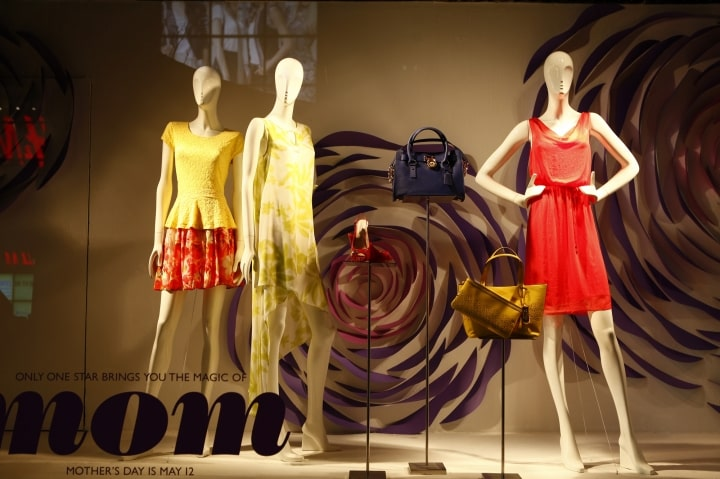 ONLY ONE STAR BRINGS YOU THE MAGIC OF
mom
MOTHER'S DAY IS MAY 12